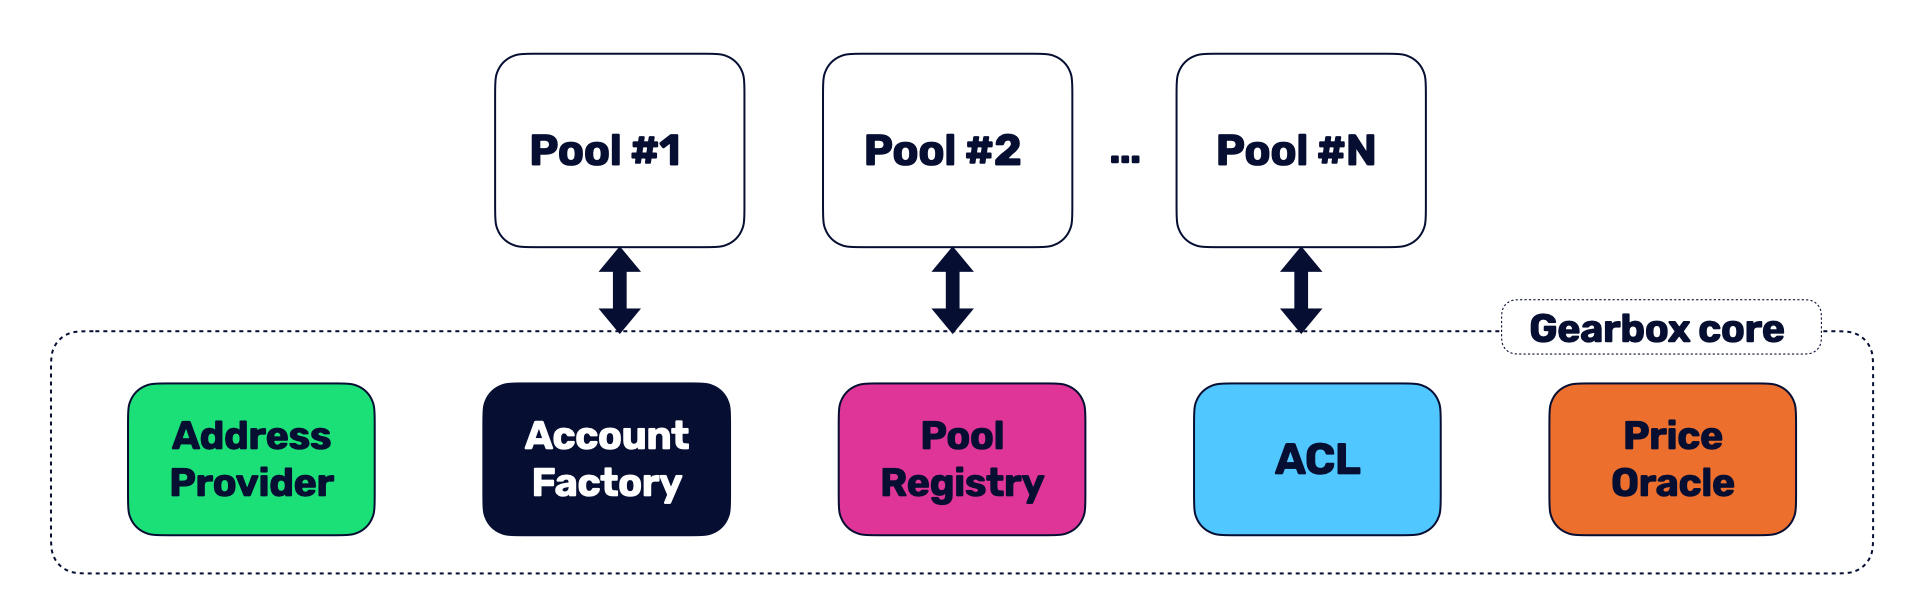 Pool #1
Pool #2
...
Pool #N
Gearbox core
Address
Provider
Account
Factory
Pool
Registry
ACL
Price
Oracle